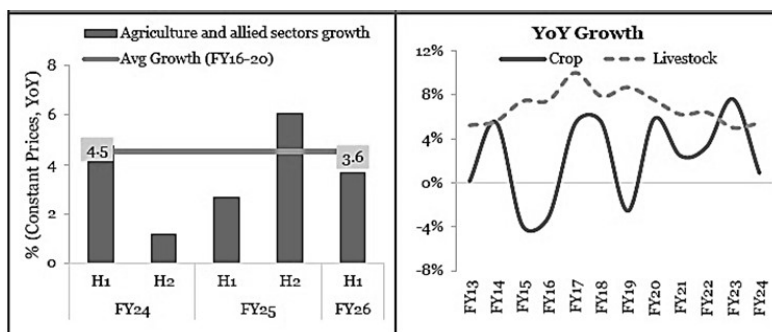 Agriculture and allied sectors growth
Avg Growth (FY16-20)
% (Constant Prices, YoY)
8
6
4
2
0
4.5
3.6
H1 H2 H1 H2 H1
FY24 FY25 FY26
YoY Growth
Crop Livestock
12%
8%
4%
0%
-4%
-8%
FY13 FY14 FY15 FY16 FY17 FY18 FY19 FY20 FY21 FY22 FY23 FY24